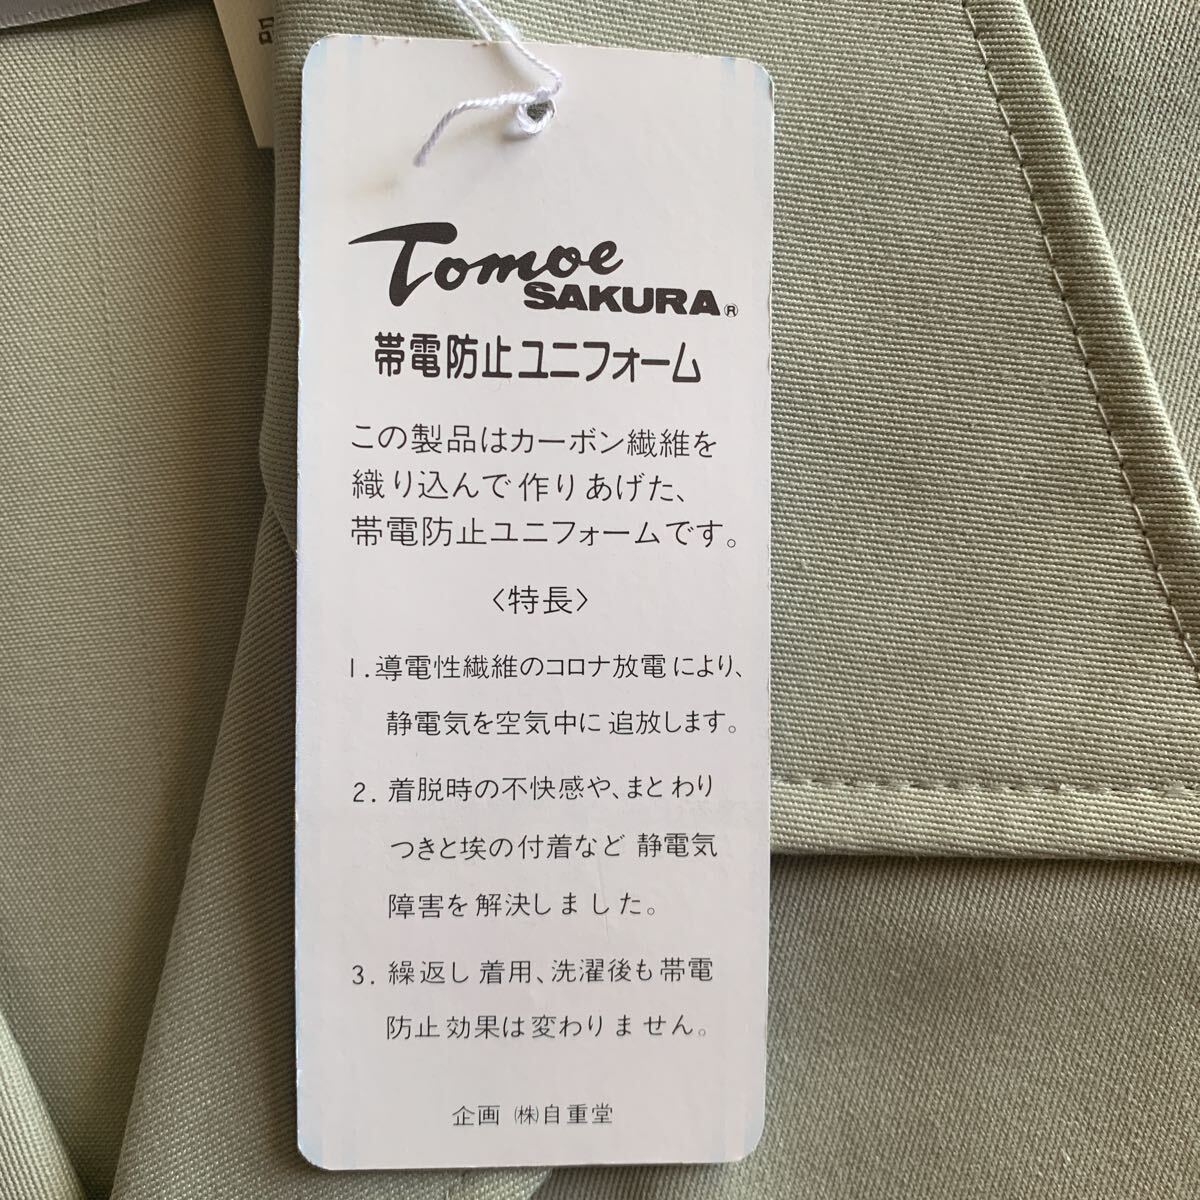 Tomoe
SAKURA®
帯電防止ユニフォーム
この製品はカーボン繊維を
織り込んで作りあげた、
帯電防止ユニフォームです。
〈特長〉
1.導電性繊維のコロナ放電により、
静電気を空気中に追放します。
2.着脱時の不快感や、まとわり
つきと埃の付着など静電気
障害を解決しました。
3.繰返し着用、洗濯後も帯電
防止効果は変わりません。
企画 ㈱自重堂